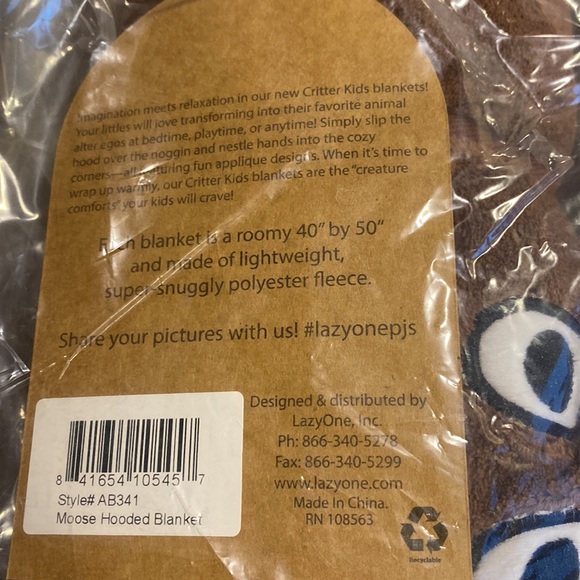 Imagination meets relaxation in our new Critter Kids blankets!
Your littles will love transforming into their favorite animal
alter egos at bedtime, playtime, or anytime! Simply slip the
hood over the noggin and nestle hands into the cozy
corners—all featuring fun applique designs. When it's time to
wrap up warmly, our Critter Kids blankets are the "creature
comforts" your kids will crave!
Each blanket is a roomy 40" by 50"
and made of lightweight,
super-snuggly polyester fleece.
Share your pictures with us! #lazyonepjs
Designed & distributed by
LazyOne, Inc.
Ph: 866-340-5278
Fax: 866-340-5299
www.lazyone.com
Made In China.
RN 108563
Recyclable
8 41654 10545 7
Style# AB341
Moose Hooded Blanket